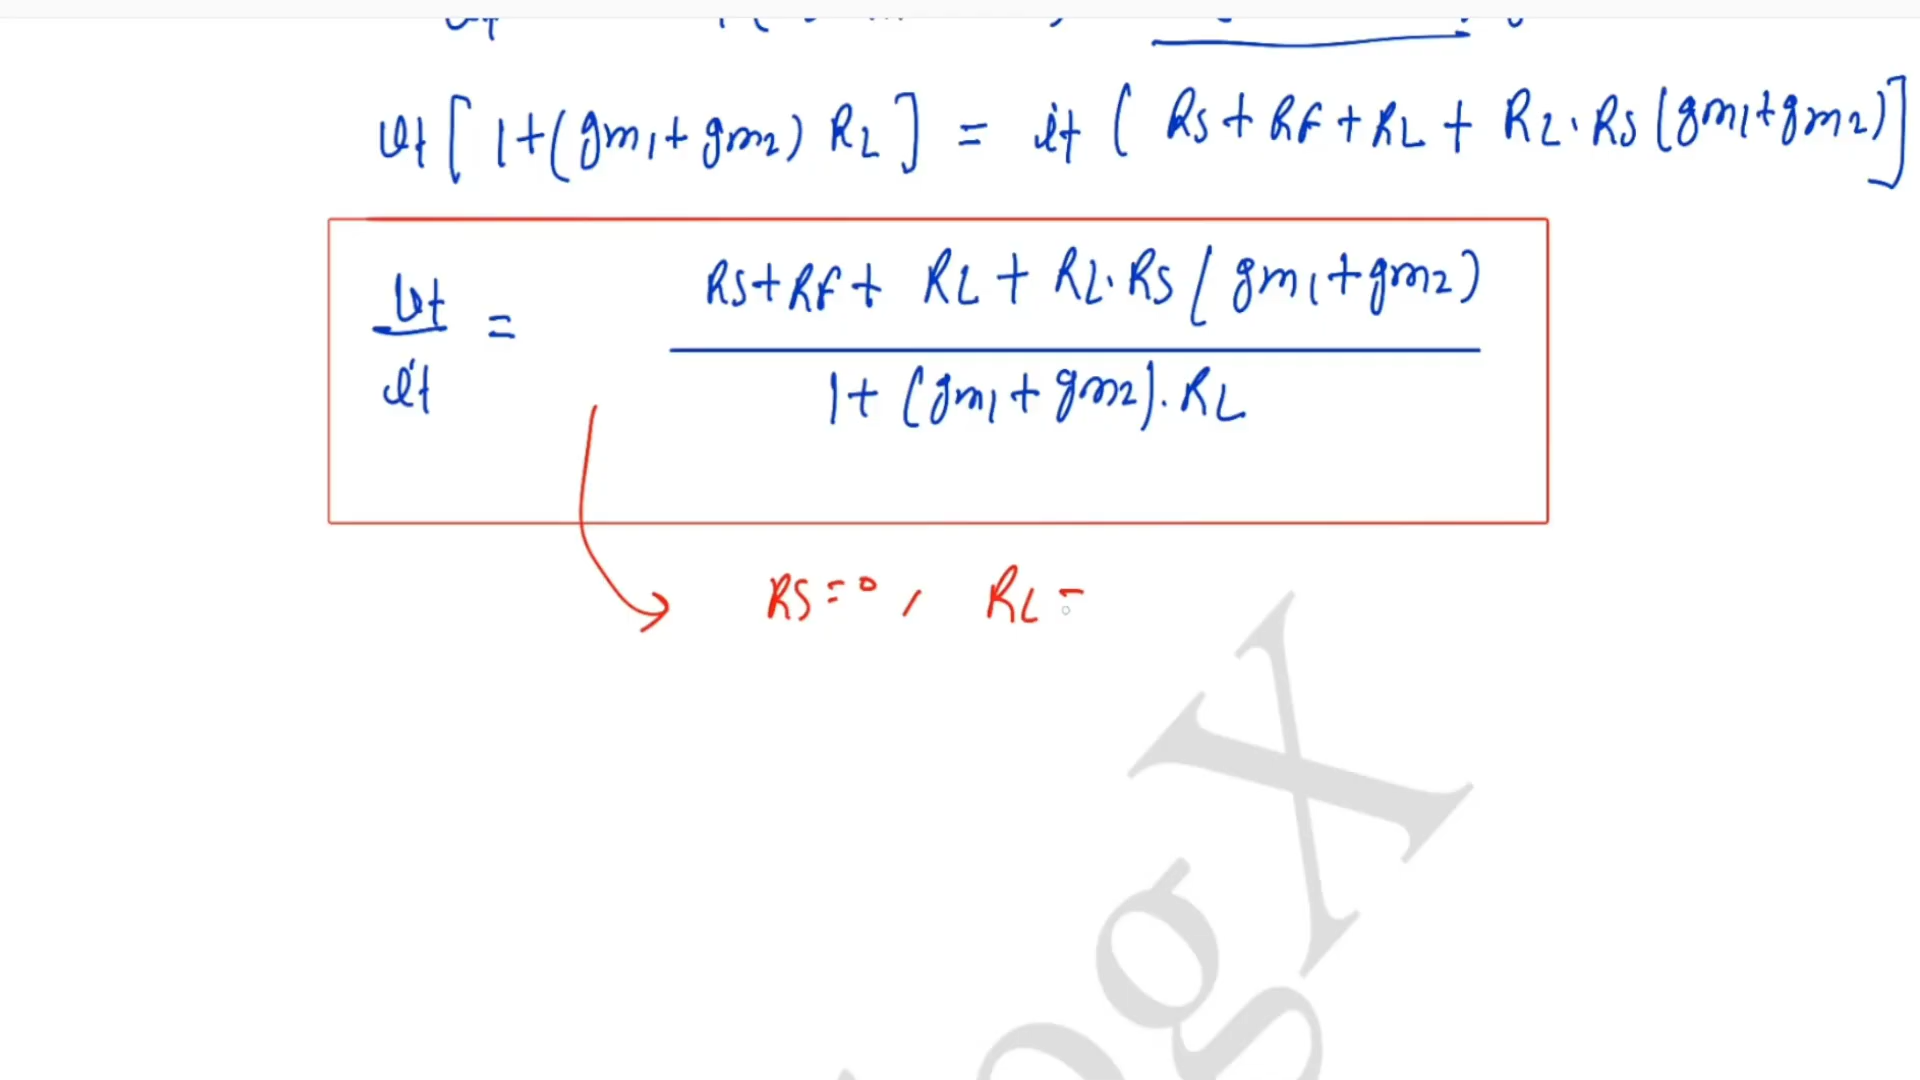 vt [ 1+(gm1+gm2) RL ] = it ( Rs+RF+RL+ RL.Rs(gm1+gm2)]
vt/it = Rs+RF+ RL+ RL.Rs(gm1+gm2)
1+ (gm1+gm2).RL
RS=0, RL=
gX